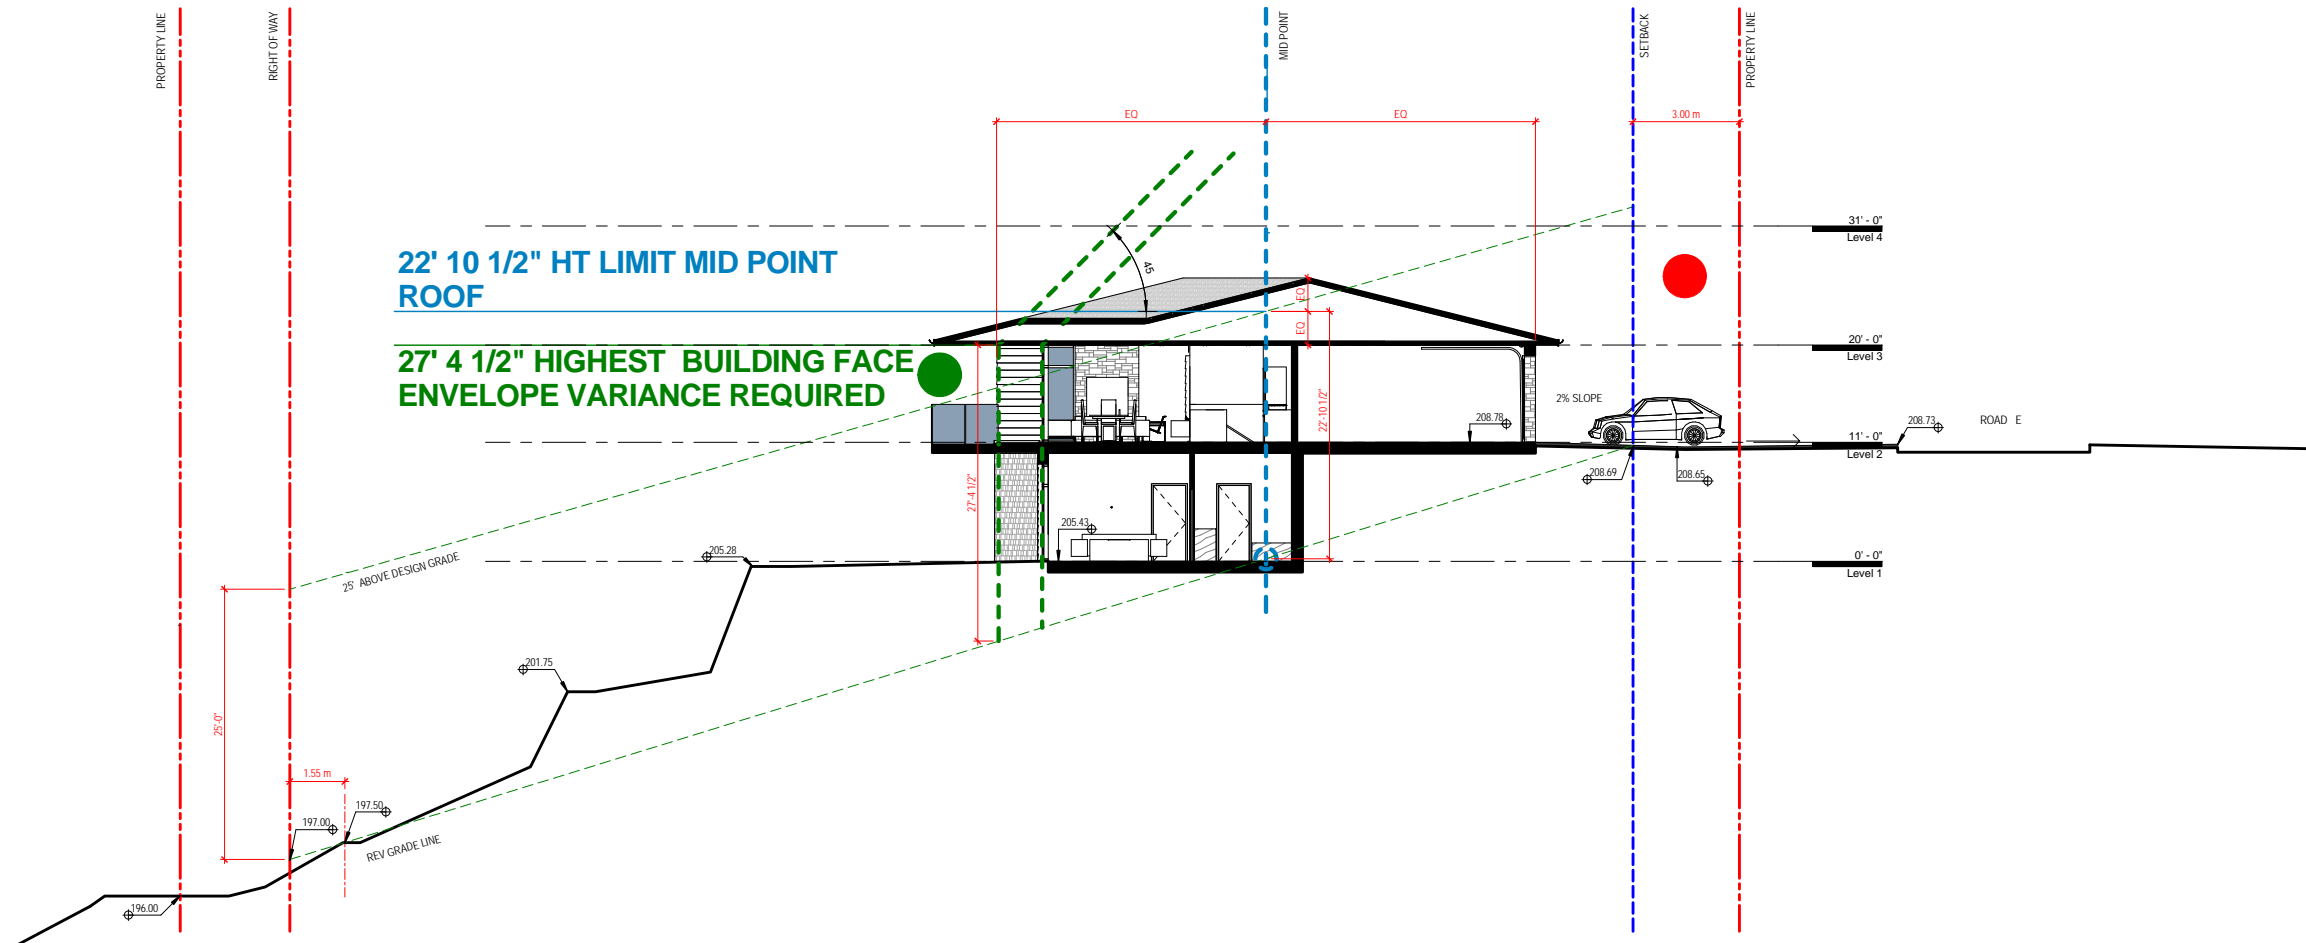 PROPERTY LINE
RIGHT OF WAY
MID POINT
SETBACK
PROPERTY LINE
EQ
EQ
3.00 m
31' - 0"
Level 4
45
22' 10 1/2" HT LIMIT MID POINT
ROOF
EQ
EQ
20' - 0"
Level 3
27' 4 1/2" HIGHEST BUILDING FACE
ENVELOPE VARIANCE REQUIRED
2% SLOPE
22'-10 1/2"
208.78
208.73
ROAD E
11' - 0"
Level 2
208.69
208.65
27'-4 1/2"
205.43
205.28
0' - 0"
Level 1
25' ABOVE DESIGN GRADE
201.75
25'-0"
1.55 m
197.50
197.00
REV GRADE LINE
196.00